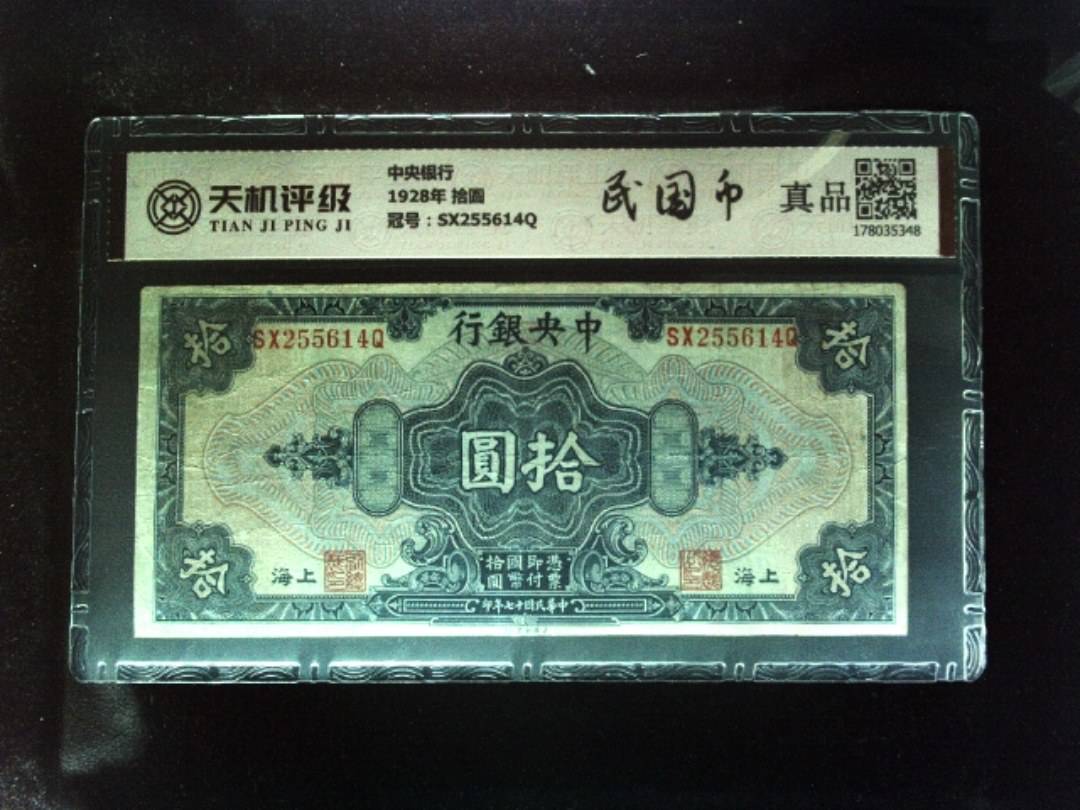 天机评级
TIAN JI PING JI
中央银行
1928年 拾圆
冠号：SX255614Q
民国币
真品
178035348
拾
SX255614Q
行銀央中
SX255614Q
拾
圓拾
拾
海上
憑票
即付
國幣
拾圓
海上
拾
印年七十國民華中